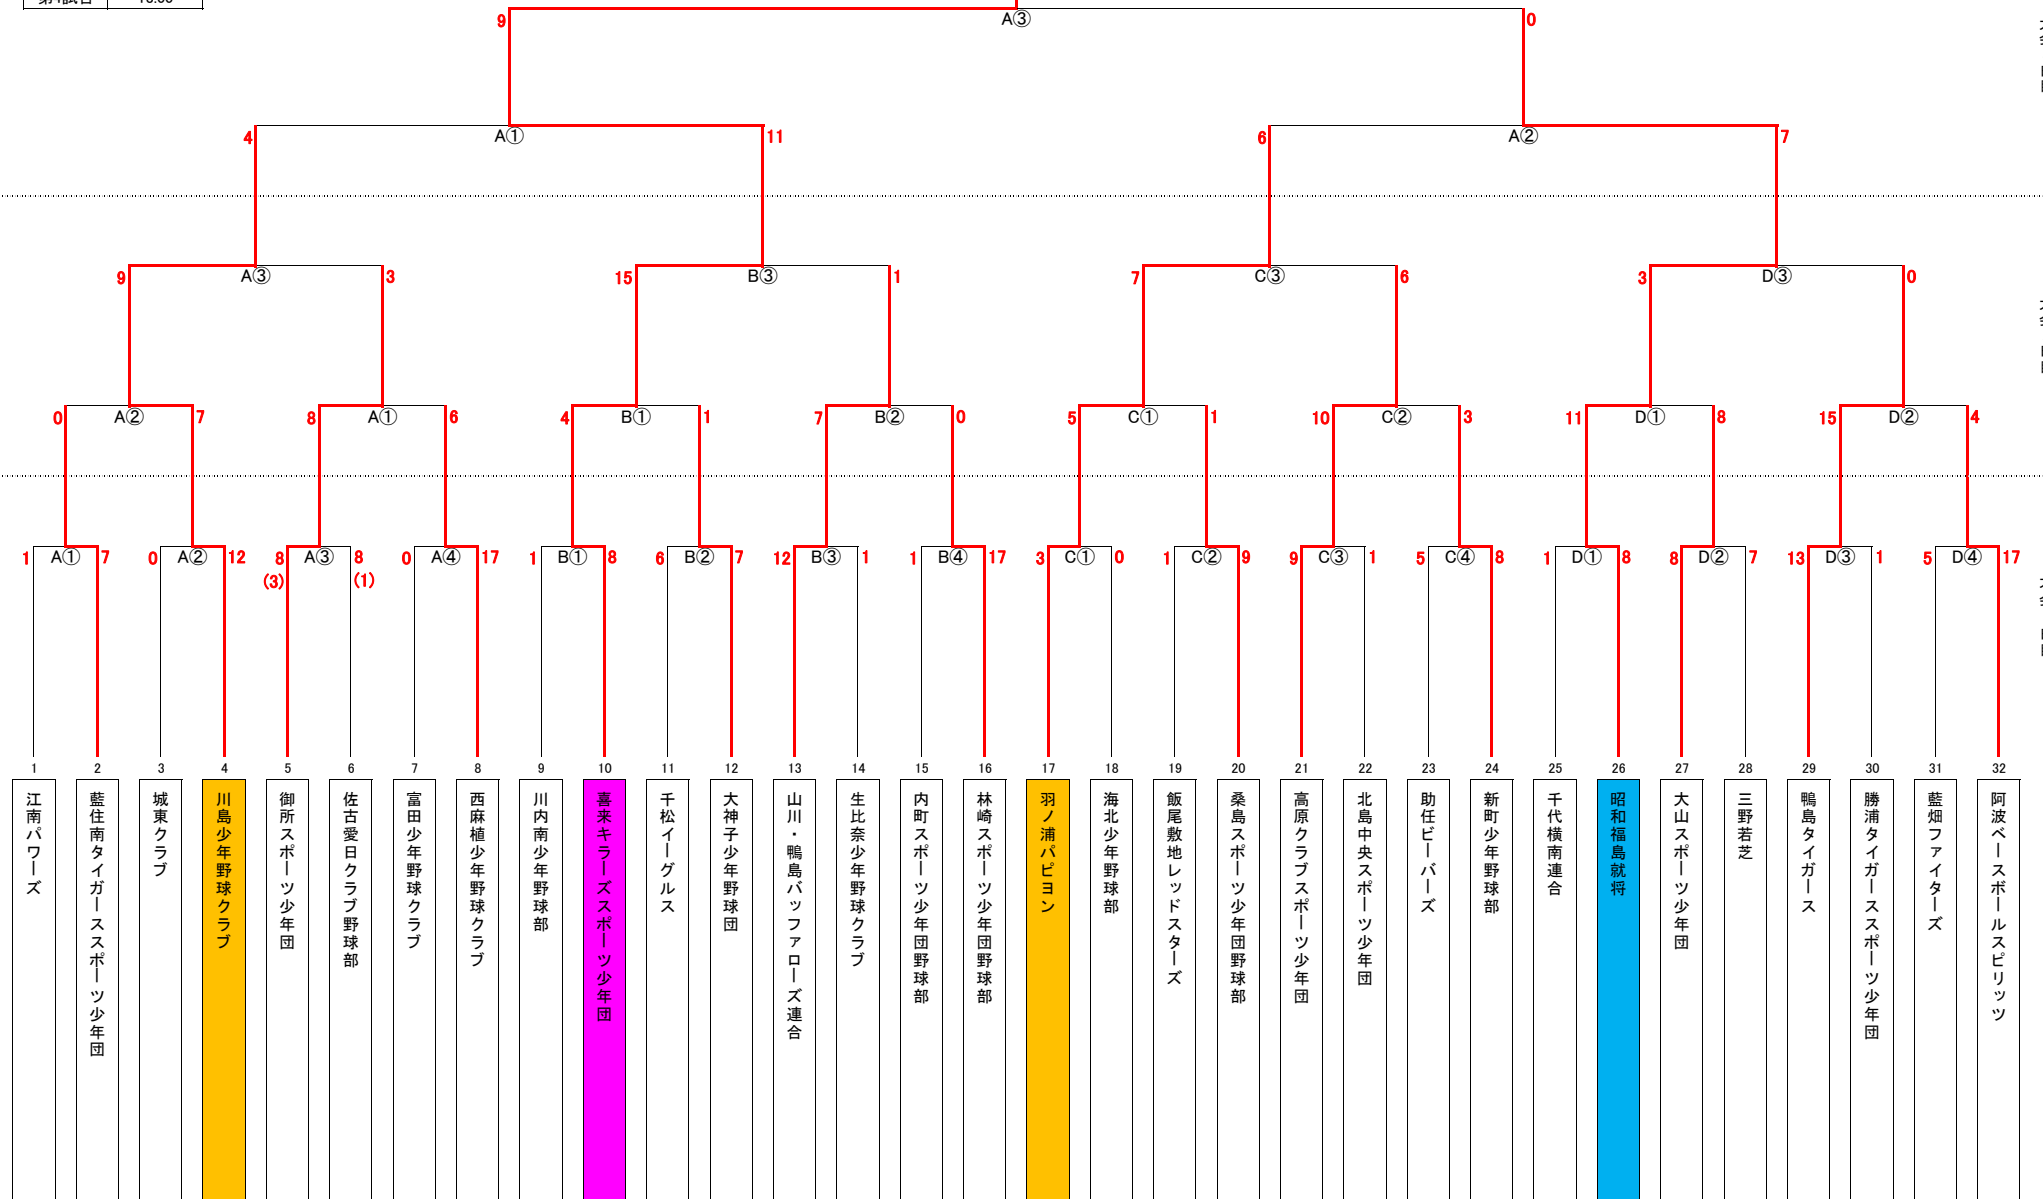 9 A③ 0
4 A① 11 6 A② 7
9 A③ 3 15 B③ 1 7 C③ 6 3 D③ 0
0 A② 7 8 A① 6 4 B① 1 7 B② 0 5 C① 1 10 C② 3 11 D① 8 15 D② 4
1 A① 7 0 A② 12 8 A③ 8 0 A④ 17 1 B① 8 6 B② 7 12 B③ 1 1 B④ 17 3 C① 0 1 C② 9 9 C③ 1 5 C④ 8 1 D① 8 8 D② 7 13 D③ 1 5 D④ 17
(3) (1)
1 2 3 4 5 6 7 8 9 10 11 12 13 14 15 16 17 18 19 20 21 22 23 24 25 26 27 28 29 30 31 32
江南パワーズ
藍住南タイガーススポーツ少年団
城東クラブ
川島少年野球クラブ
御所スポーツ少年団
佐古愛日クラブ野球部
富田少年野球クラブ
西麻植少年野球クラブ
川内南少年野球部
喜来キラーズスポーツ少年団
千松イーグルス
大神子少年野球団
山川・鴨島バッファローズ連合
生比奈少年野球クラブ
内町スポーツ少年団野球部
林崎スポーツ少年団野球部
羽ノ浦パピヨン
海北少年野球部
飯尾敷地レッドスターズ
桑島スポーツ少年団野球部
高原クラブスポーツ少年団
北島中央スポーツ少年団
助任ビーバーズ
新町少年野球部
千代横南連合
昭和福島就将
大山スポーツ少年団
三野若芝
鴨島タイガース
勝浦タイガーススポーツ少年団
藍畑ファイターズ
阿波ベースボールスピリッツ